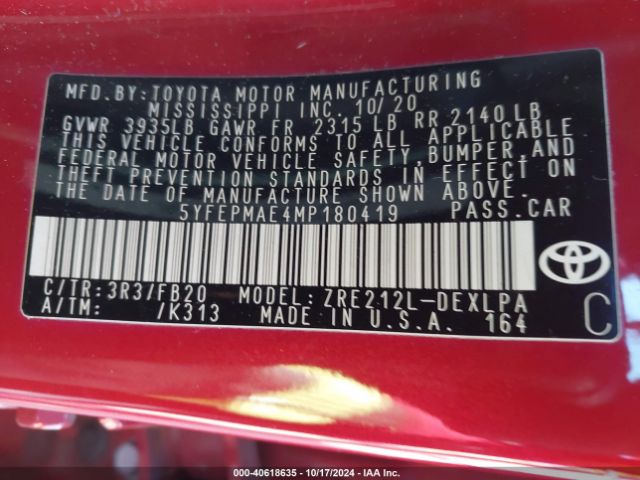 MFD. BY: TOYOTA MOTOR MANUFACTURING
MISSISSIPPI INC. 10/20
GVWR 3935LB GAWR FR 2315 LB RR 2140 LB
THIS VEHICLE CONFORMS TO ALL APPLICABLE
FEDERAL MOTOR VEHICLE SAFETY, BUMPER, AND
THEFT PREVENTION STANDARDS IN EFFECT ON
THE DATE OF MANUFACTURE SHOWN ABOVE.
5YFEPMAE4MP180419 PASS. CAR
C/TR: 3R3/FB20 MODEL: ZRE212L-DEXLPA
A/TM: /K313 MADE IN U.S.A. 164 C
000-40618635 - 10/17/2024 - IAA Inc.